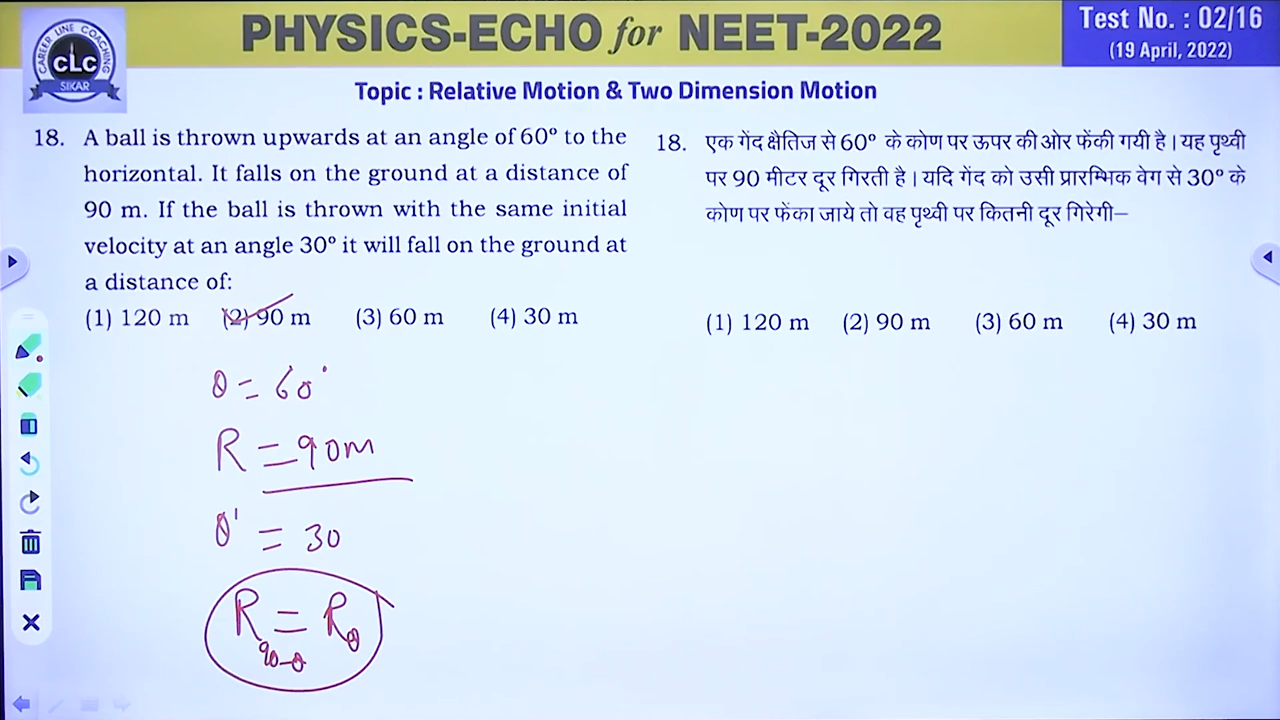 CAREER LINE COACHING
CLC
SIKAR
PHYSICS-ECHO for NEET-2022
Test No. : 02/16
(19 April, 2022)
Topic : Relative Motion & Two Dimension Motion
18. A ball is thrown upwards at an angle of 60° to the
horizontal. It falls on the ground at a distance of
90 m. If the ball is thrown with the same initial
velocity at an angle 30° it will fall on the ground at
a distance of:
(1) 120 m (2) 90 m (3) 60 m (4) 30 m
θ = 60°
R = 90m
θ' = 30
R90-θ = Rθ
18. एक गेंद क्षैतिज से 60° के कोण पर ऊपर की ओर फेंकी गयी है। यह पृथ्वी
पर 90 मीटर दूर गिरती है। यदि गेंद को उसी प्रारम्भिक वेग से 30° के
कोण पर फेंका जाये तो वह पृथ्वी पर कितनी दूर गिरेगी–
(1) 120 m (2) 90 m (3) 60 m (4) 30 m